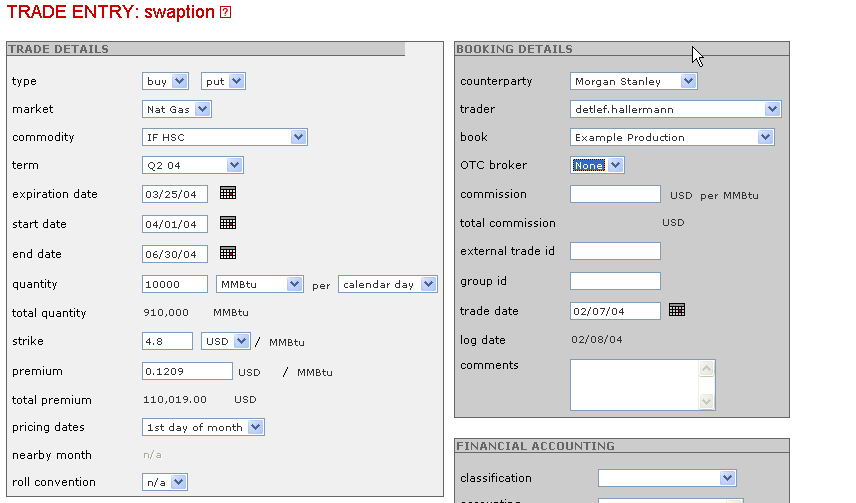 TRADE ENTRY: swaption ?
TRADE DETAILS
type buy put
market Nat Gas
commodity IF HSC
term Q2 04
expiration date 03/25/04
start date 04/01/04
end date 06/30/04
quantity 10000 MMBtu per calendar day
total quantity 910,000 MMBtu
strike 4.8 USD / MMBtu
premium 0.1209 USD / MMBtu
total premium 110,019.00 USD
pricing dates 1st day of month
nearby month n/a
roll convention n/a
BOOKING DETAILS
counterparty Morgan Stanley
trader detlef.hallermann
book Example Production
OTC broker None
commission USD per MMBtu
total commission USD
external trade id
group id
trade date 02/07/04
log date 02/08/04
comments
FINANCIAL ACCOUNTING
classification